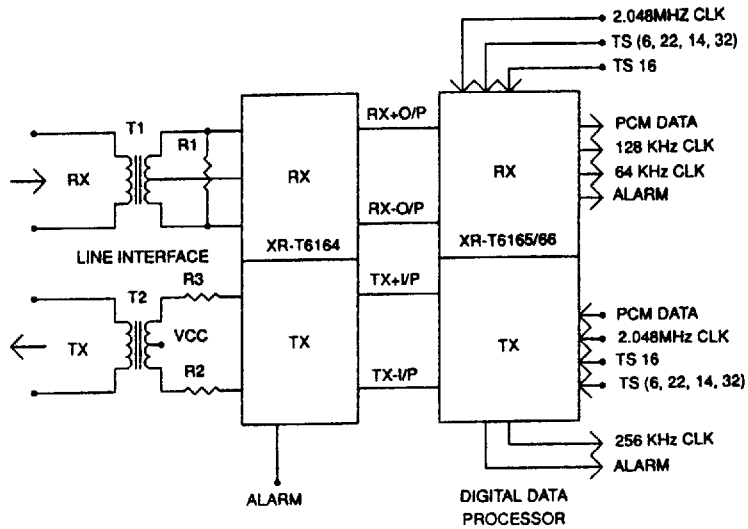 2.048MHZ CLK
TS (6, 22, 14, 32)
TS 16
T1
R1
RX
RX+O/P
RX
RX
PCM DATA
128 KHz CLK
64 KHz CLK
ALARM
RX-O/P
LINE INTERFACE
XR-T6164
XR-T6165/66
T2
R3
TX+I/P
TX
VCC
TX
TX
R2
TX-I/P
PCM DATA
2.048MHz CLK
TS 16
TS (6, 22, 14, 32)
256 KHz CLK
ALARM
ALARM
DIGITAL DATA
PROCESSOR